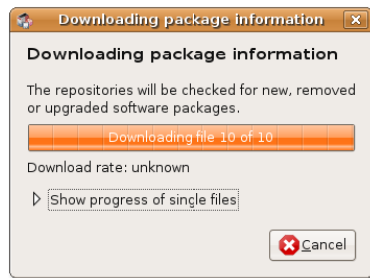 Downloading package information
Downloading package information
The repositories will be checked for new, removed
or upgraded software packages.
Downloading file 10 of 10
Download rate: unknown
Show progress of single files
Cancel